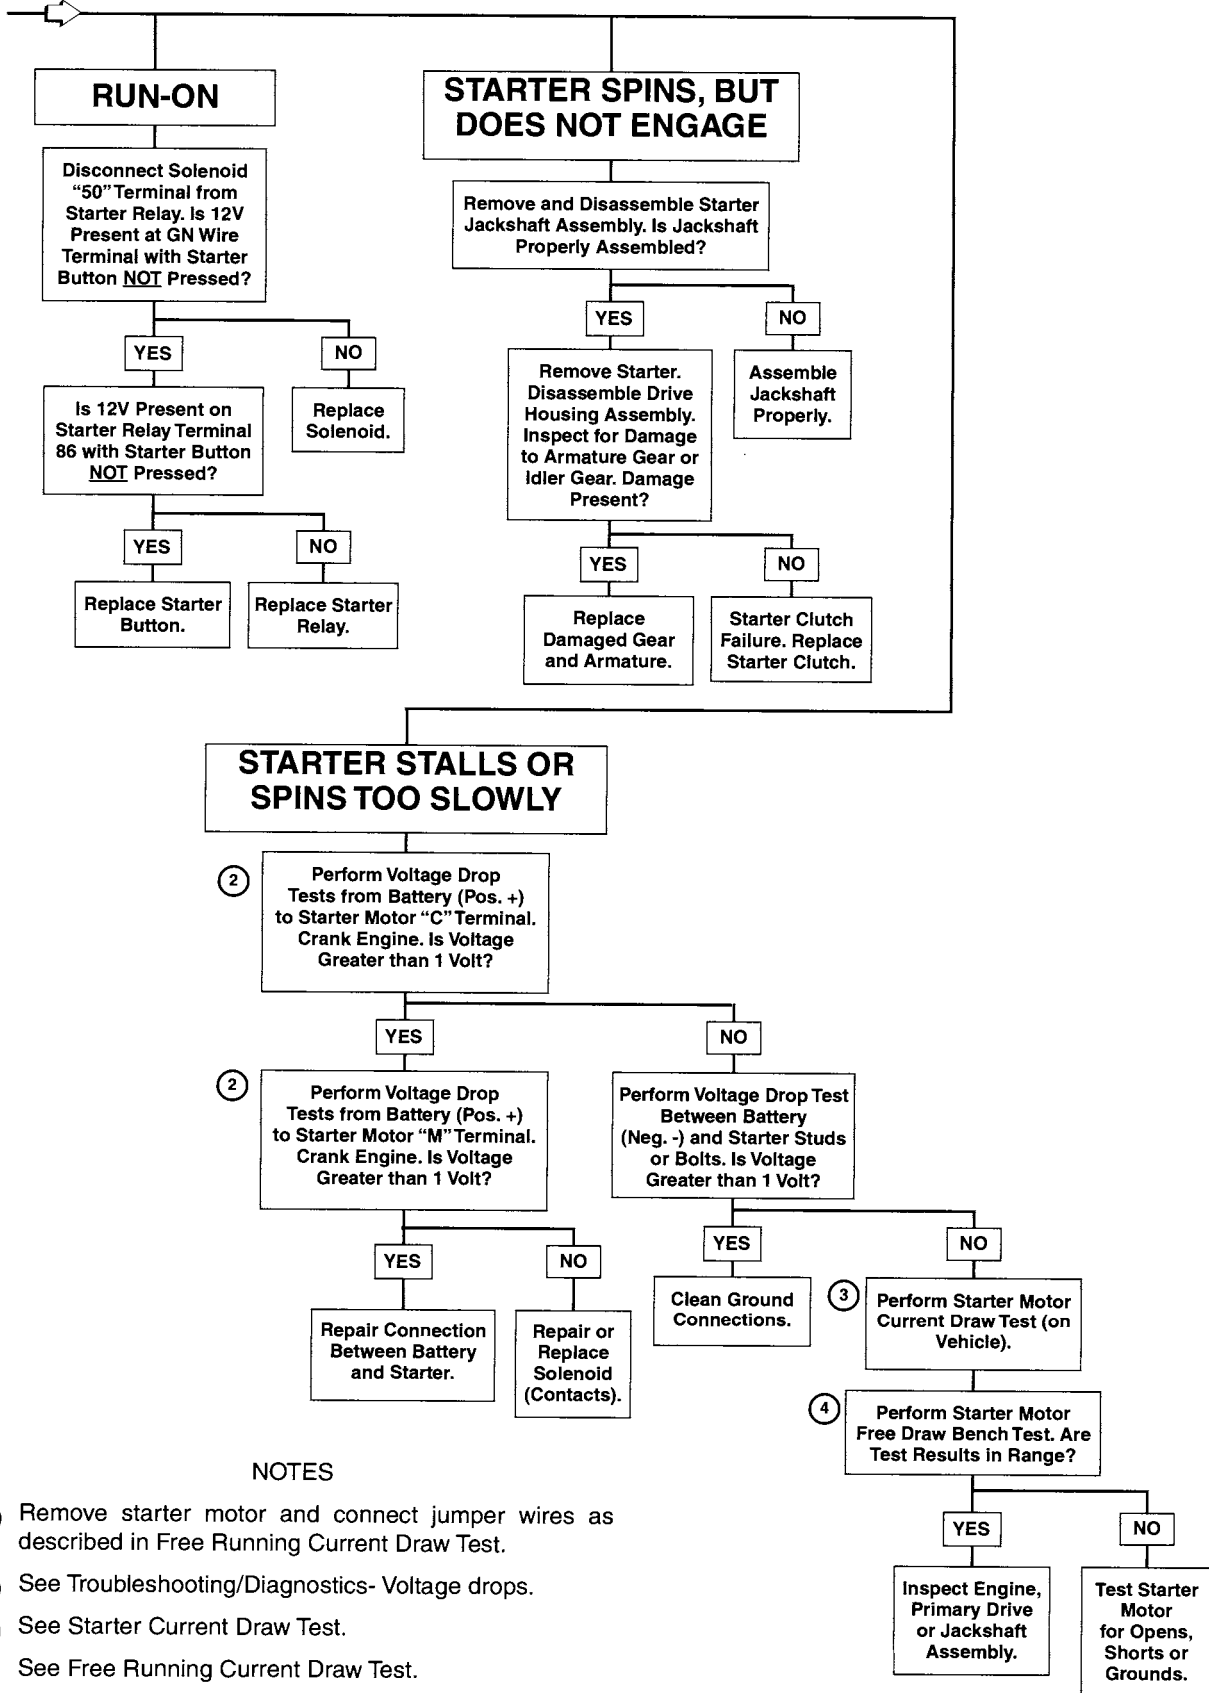 RUN-ON
Disconnect Solenoid
“50” Terminal from
Starter Relay. Is 12V
Present at GN Wire
Terminal with Starter
Button NOT Pressed?
YES
NO
Is 12V Present on
Starter Relay Terminal
86 with Starter Button
NOT Pressed?
Replace
Solenoid.
YES
NO
Replace Starter
Button.
Replace Starter
Relay.
STARTER SPINS, BUT
DOES NOT ENGAGE
Remove and Disassemble Starter
Jackshaft Assembly. Is Jackshaft
Properly Assembled?
YES
NO
Remove Starter.
Disassemble Drive
Housing Assembly.
Inspect for Damage
to Armature Gear or
Idler Gear. Damage
Present?
Assemble
Jackshaft
Properly.
YES
NO
Replace
Damaged Gear
and Armature.
Starter Clutch
Failure. Replace
Starter Clutch.
STARTER STALLS OR
SPINS TOO SLOWLY
2
Perform Voltage Drop
Tests from Battery (Pos. +)
to Starter Motor “C” Terminal.
Crank Engine. Is Voltage
Greater than 1 Volt?
YES
NO
2
Perform Voltage Drop
Tests from Battery (Pos. +)
to Starter Motor “M” Terminal.
Crank Engine. Is Voltage
Greater than 1 Volt?
Perform Voltage Drop Test
Between Battery
(Neg. -) and Starter Studs
or Bolts. Is Voltage
Greater than 1 Volt?
YES
NO
YES
NO
Repair Connection
Between Battery
and Starter.
Repair or
Replace
Solenoid
(Contacts).
Clean Ground
Connections.
3
Perform Starter Motor
Current Draw Test (on
Vehicle).
4
Perform Starter Motor
Free Draw Bench Test. Are
Test Results in Range?
YES
NO
Inspect Engine,
Primary Drive
or Jackshaft
Assembly.
Test Starter
Motor
for Opens,
Shorts or
Grounds.
NOTES
Remove starter motor and connect jumper wires as
described in Free Running Current Draw Test.
See Troubleshooting/Diagnostics- Voltage drops.
See Starter Current Draw Test.
See Free Running Current Draw Test.